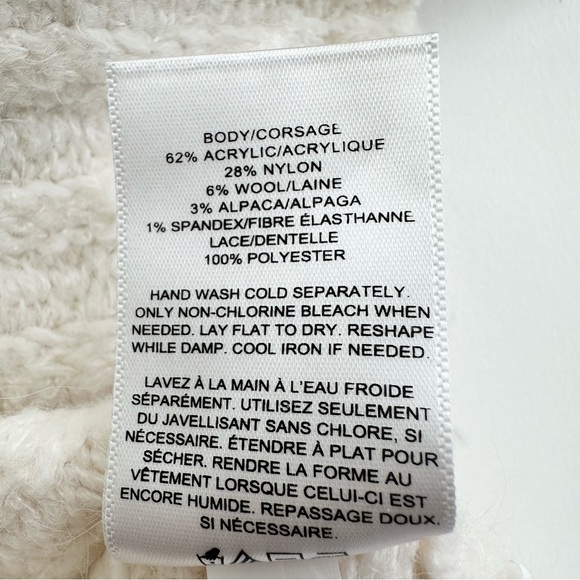 BODY/CORSAGE
62% ACRYLIC/ACRYLIQUE
28% NYLON
6% WOOL/LAINE
3% ALPACA/ALPAGA
1% SPANDEX/FIBRE ÉLASTHANNE
LACE/DENTELLE
100% POLYESTER
HAND WASH COLD SEPARATELY.
ONLY NON-CHLORINE BLEACH WHEN
NEEDED. LAY FLAT TO DRY. RESHAPE
WHILE DAMP. COOL IRON IF NEEDED.
LAVEZ À LA MAIN À L'EAU FROIDE
SÉPARÉMENT. UTILISEZ SEULEMENT
DU JAVELLISANT SANS CHLORE, SI
NÉCESSAIRE. ÉTENDRE À PLAT POUR
SÉCHER. RENDRE LA FORME AU
VÊTEMENT LORSQUE CELUI-CI EST
ENCORE HUMIDE. REPASSAGE DOUX.
SI NÉCESSAIRE.